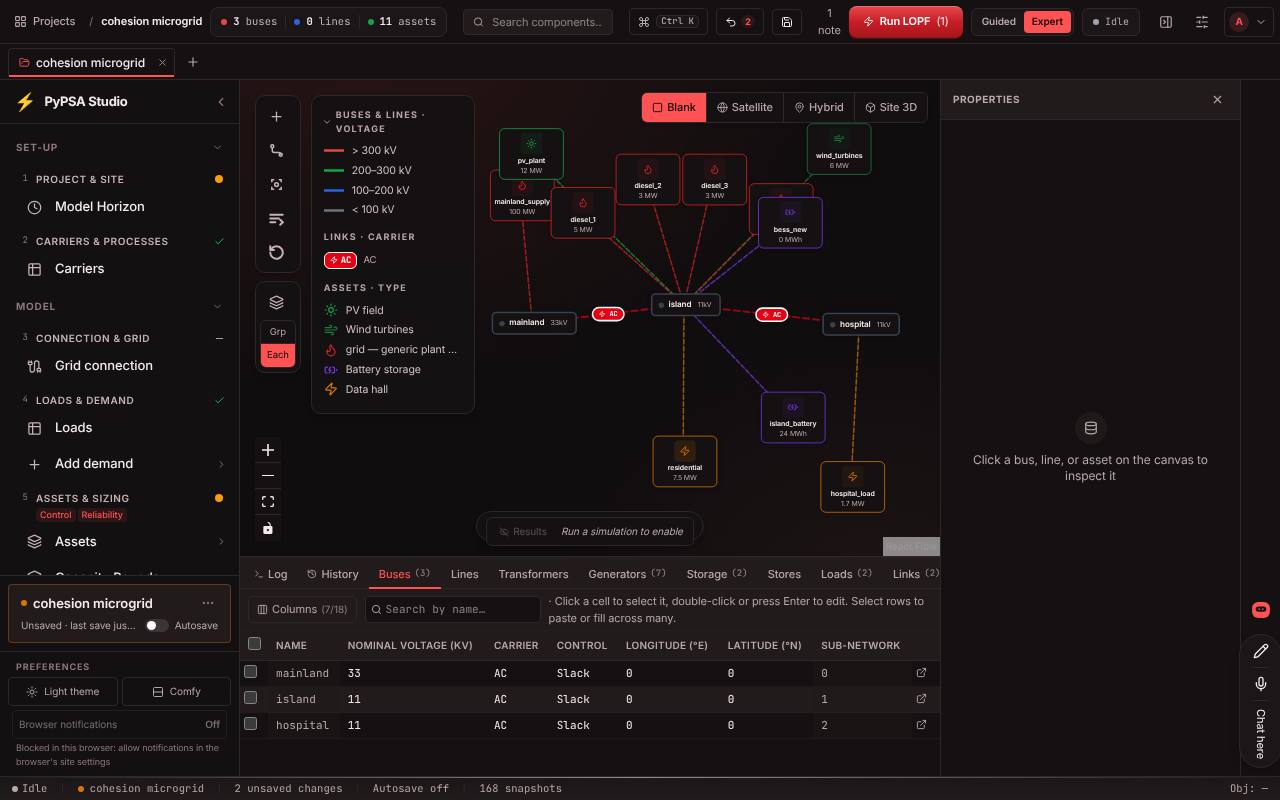 Projects / cohesion microgrid
3 buses 0 lines 11 assets
Search components..
Ctrl K
2
1 note
Run LOPF (1)
Guided Expert
Idle
A
cohesion microgrid
PyPSA Studio
SET-UP
1 PROJECT & SITE
Model Horizon
2 CARRIERS & PROCESSES
Carriers
MODEL
3 CONNECTION & GRID
Grid connection
4 LOADS & DEMAND
Loads
Add demand
5 ASSETS & SIZING
Control Reliability
Assets
cohesion microgrid
Unsaved · last save jus... Autosave
PREFERENCES
Light theme Comfy
Browser notifications Off
Blocked in this browser: allow notifications in the
browser's site settings
Grp
Each
BUSES & LINES ·
VOLTAGE
> 300 kV
200–300 kV
100–200 kV
< 100 kV
LINKS · CARRIER
AC AC
ASSETS · TYPE
PV field
Wind turbines
grid — generic plant ...
Battery storage
Data hall
Blank Satellite Hybrid Site 3D
pv_plant
12 MW
mainland_supply
100 MW
diesel_1
5 MW
diesel_2
3 MW
diesel_3
3 MW
wind_turbines
6 MW
bess_new
0 MWh
mainland 33kV
AC
island 11kV
AC
hospital 11kV
island_battery
24 MWh
residential
7.5 MW
hospital_load
1.7 MW
Results Run a simulation to enable
React Flow
PROPERTIES
Click a bus, line, or asset on the canvas to
inspect it
Log History Buses (3) Lines Transformers Generators (7) Storage (2) Stores Loads (2) Links (2)
Columns (7/18) Search by name…
· Click a cell to select it, double-click or press Enter to edit. Select rows to
paste or fill across many.
NAME NOMINAL VOLTAGE (KV) CARRIER CONTROL LONGITUDE (°E) LATITUDE (°N) SUB-NETWORK
mainland 33 AC Slack 0 0 0
island 11 AC Slack 0 0 1
hospital 11 AC Slack 0 0 2
Chat here
Idle cohesion microgrid 2 unsaved changes Autosave off 168 snapshots Obj: —